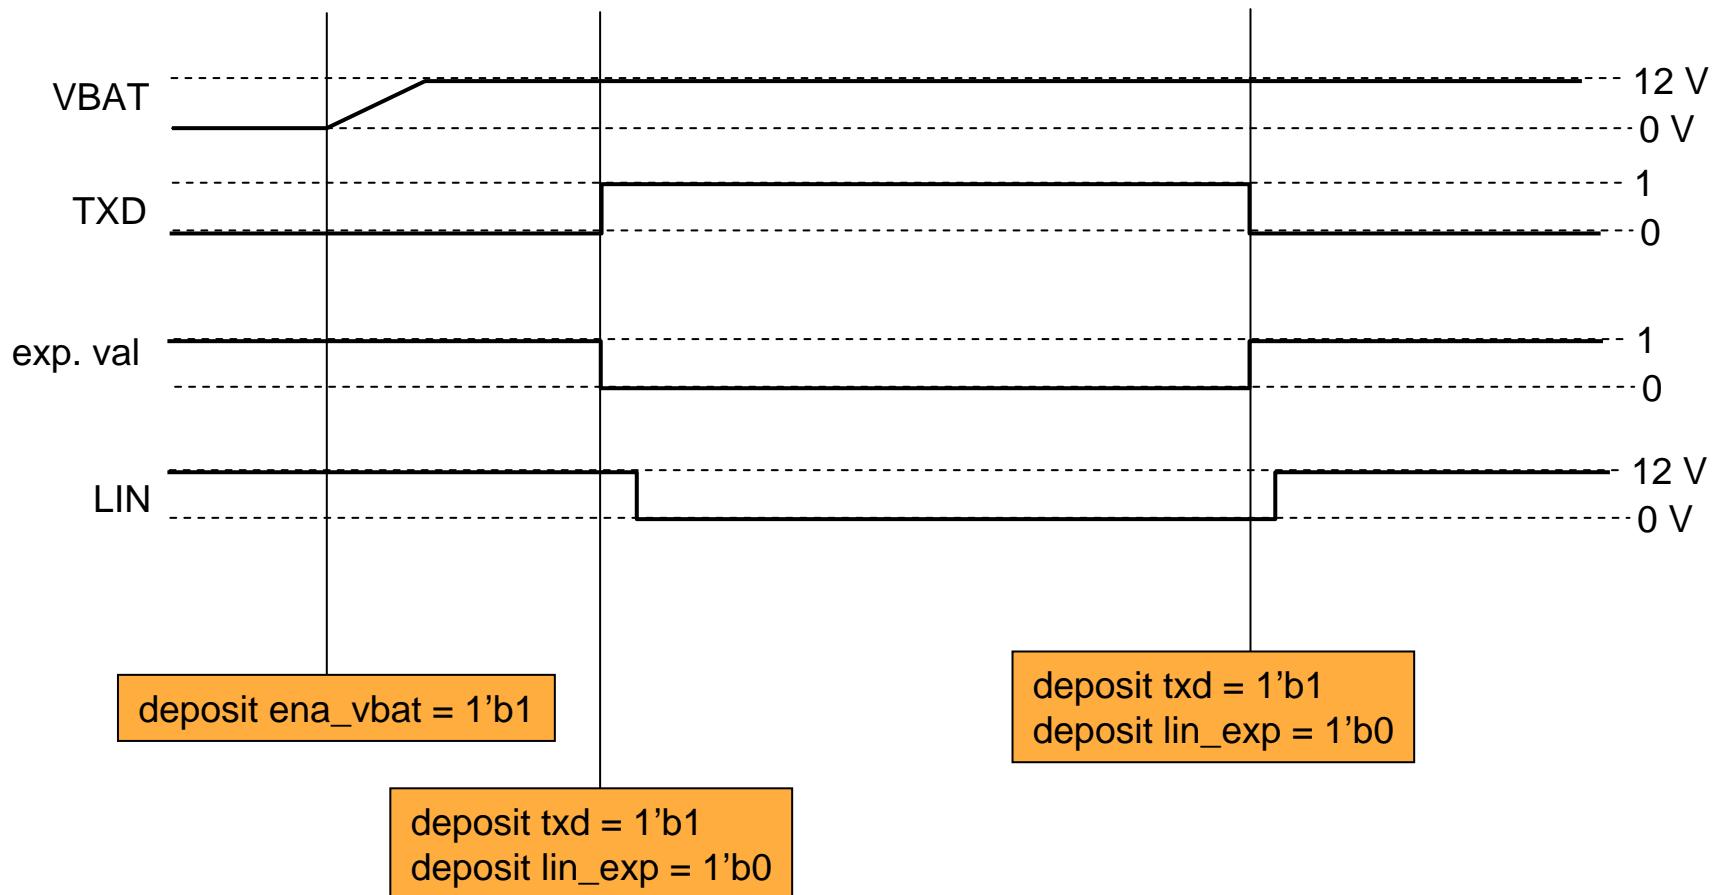 VBAT
12 V
0 V
TXD
1
0
exp. val
1
0
LIN
12 V
0 V
deposit ena_vbat = 1’b1
deposit txd = 1’b1
deposit lin_exp = 1’b0
deposit txd = 1’b1
deposit lin_exp = 1’b0